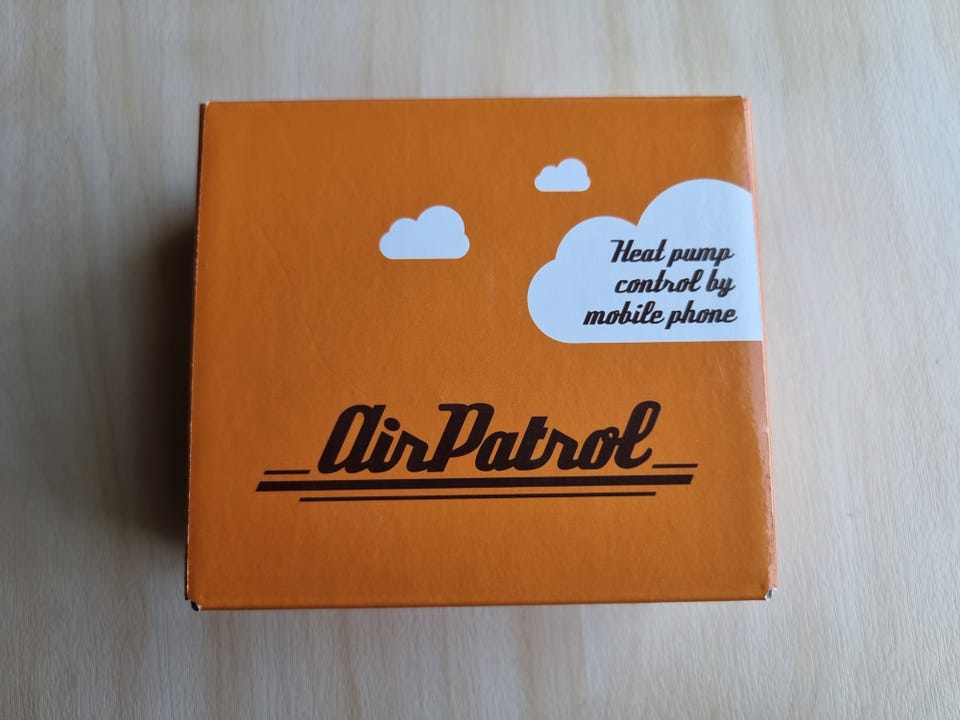 Heat pump
control by
mobile phone
AirPatrol